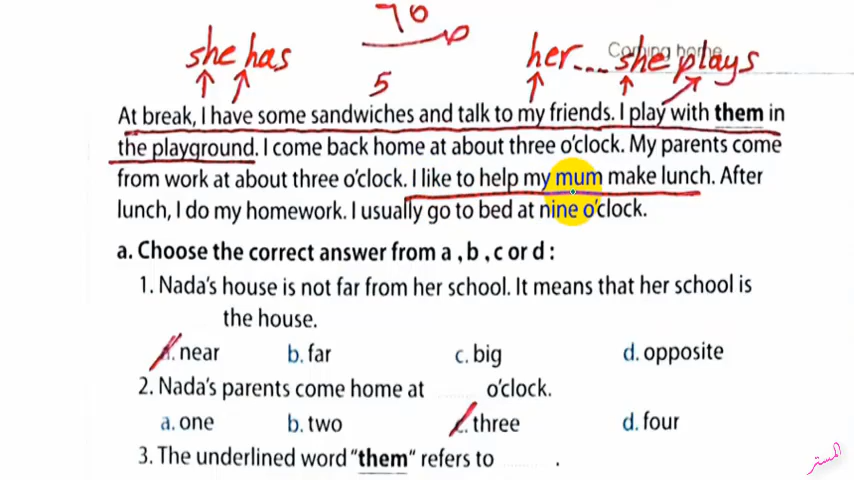 70
she has
her... she plays
Coming home
5
At break, I have some sandwiches and talk to my friends. I play with them in
the playground. I come back home at about three o'clock. My parents come
from work at about three o'clock. I like to help my mum make lunch. After
lunch, I do my homework. I usually go to bed at nine o'clock.
a. Choose the correct answer from a , b , c or d :
1. Nada's house is not far from her school. It means that her school is
the house.
a. near b. far c. big d. opposite
2. Nada's parents come home at ........ o'clock.
a. one b. two c. three d. four
3. The underlined word "them" refers to ........ .
المستر